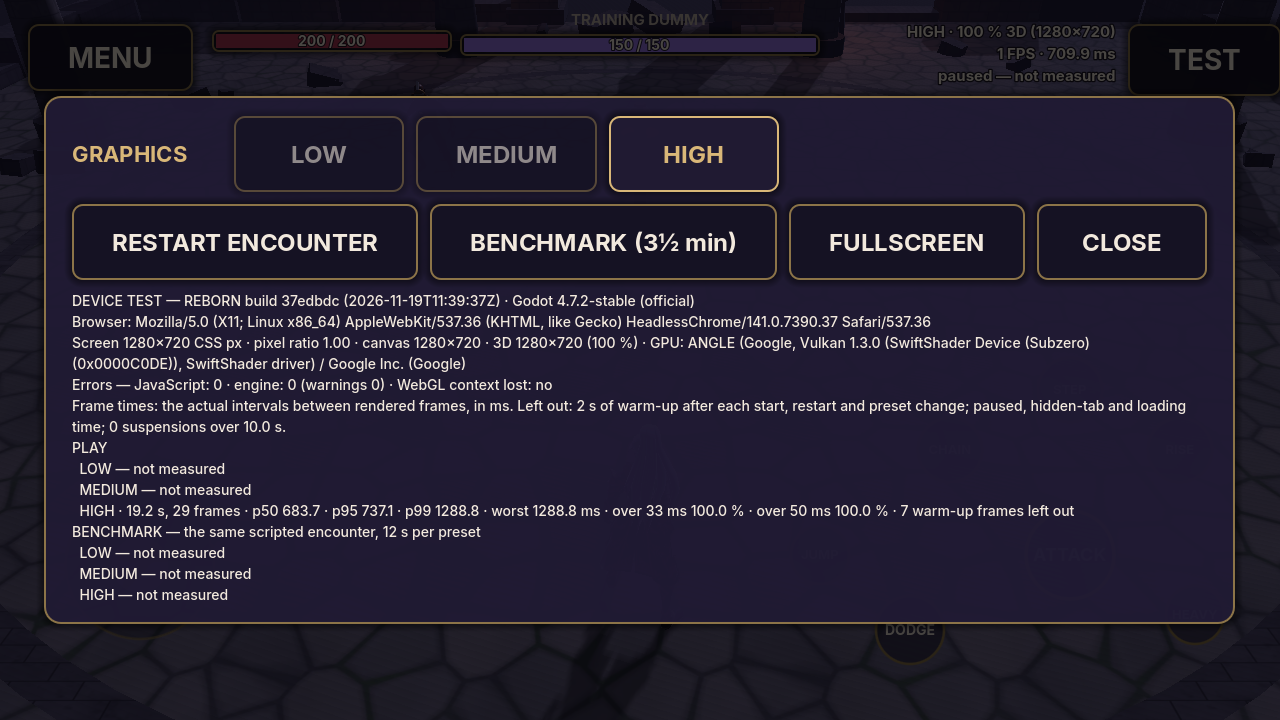 TRAINING DUMMY
MENU
200 / 200
150 / 150
HIGH · 100 % 3D (1280×720)
1 FPS · 709.9 ms
paused — not measured
TEST
GRAPHICS
LOW
MEDIUM
HIGH
RESTART ENCOUNTER
BENCHMARK (3½ min)
FULLSCREEN
CLOSE
DEVICE TEST — REBORN build 37edbdc (2026-11-19T11:39:37Z) · Godot 4.7.2-stable (official)
Browser: Mozilla/5.0 (X11; Linux x86_64) AppleWebKit/537.36 (KHTML, like Gecko) HeadlessChrome/141.0.7390.37 Safari/537.36
Screen 1280×720 CSS px · pixel ratio 1.00 · canvas 1280×720 · 3D 1280×720 (100 %) · GPU: ANGLE (Google, Vulkan 1.3.0 (SwiftShader Device (Subzero)
(0x0000C0DE)), SwiftShader driver) / Google Inc. (Google)
Errors — JavaScript: 0 · engine: 0 (warnings 0) · WebGL context lost: no
Frame times: the actual intervals between rendered frames, in ms. Left out: 2 s of warm-up after each start, restart and preset change; paused, hidden-tab and loading
time; 0 suspensions over 10.0 s.
PLAY
LOW — not measured
MEDIUM — not measured
HIGH · 19.2 s, 29 frames · p50 683.7 · p95 737.1 · p99 1288.8 · worst 1288.8 ms · over 33 ms 100.0 % · over 50 ms 100.0 % · 7 warm-up frames left out
BENCHMARK — the same scripted encounter, 12 s per preset
LOW — not measured
MEDIUM — not measured
HIGH — not measured
DODGE